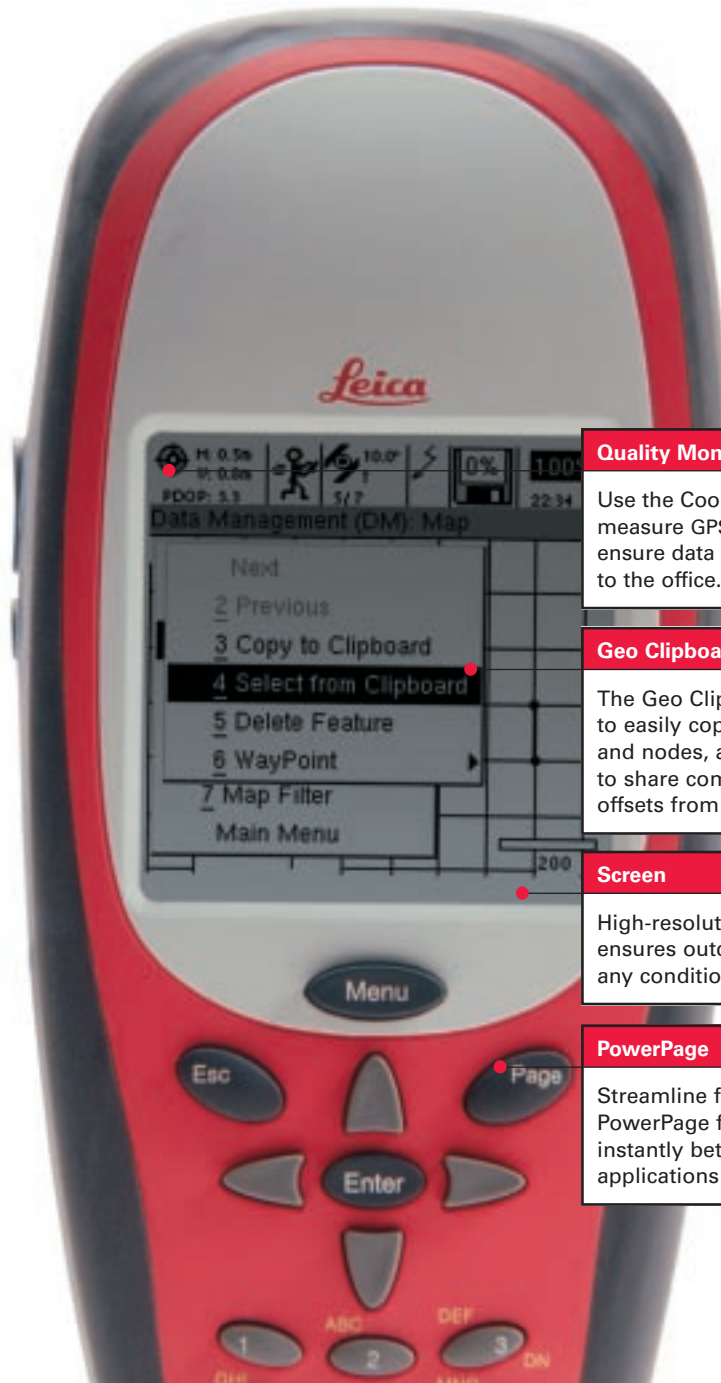 Leica
H: 0.5m
V: 0.8m
PDOP: 3.3
10.0°
5/7
0%
100%
22:34
Data Management (DM): Map
Next
2 Previous
3 Copy to Clipboard
4 Select from Clipboard
5 Delete Feature
6 WayPoint
7 Map Filter
Main Menu
200
Menu
Esc
Page
Enter
ABC
DEF
1
2
3
DN
Quality Mon
Use the Coo
measure GPS
ensure data
to the office.
Geo Clipboa
The Geo Clip
to easily cop
and nodes, a
to share com
offsets from
Screen
High-resolut
ensures outd
any conditio
PowerPage
Streamline f
PowerPage f
instantly bet
applications